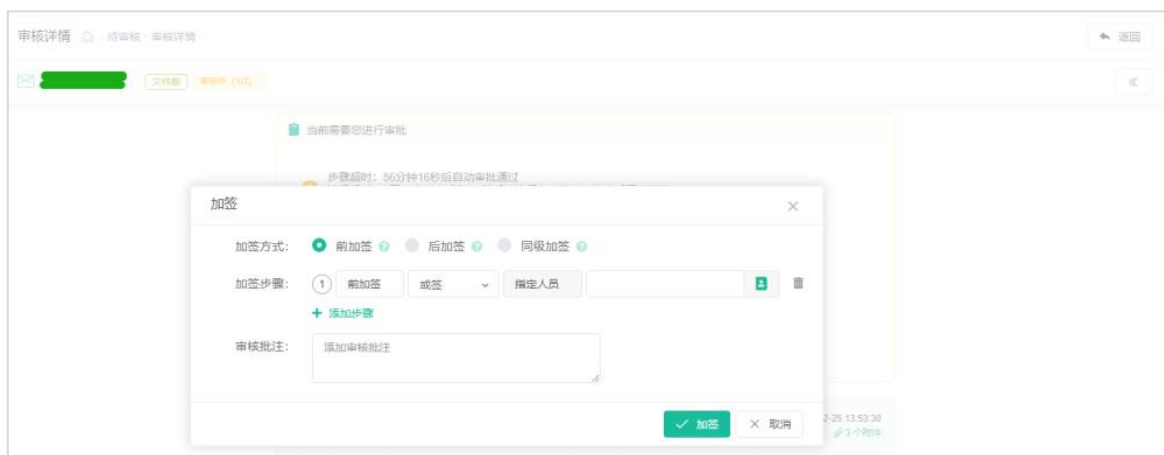 审核详情 待审核 · 审核详情
返回
文件部 审核中 (1/2)
当前需要您进行审批
步骤超时：56分钟16秒后自动审批通过
加签
加签方式： 前加签 后加签 同级加签
加签步骤： 1 前加签 或签 指定人员
+ 添加步骤
审核批注： 添加审核批注
加签 取消
2-25 13:53:38
3 个附件